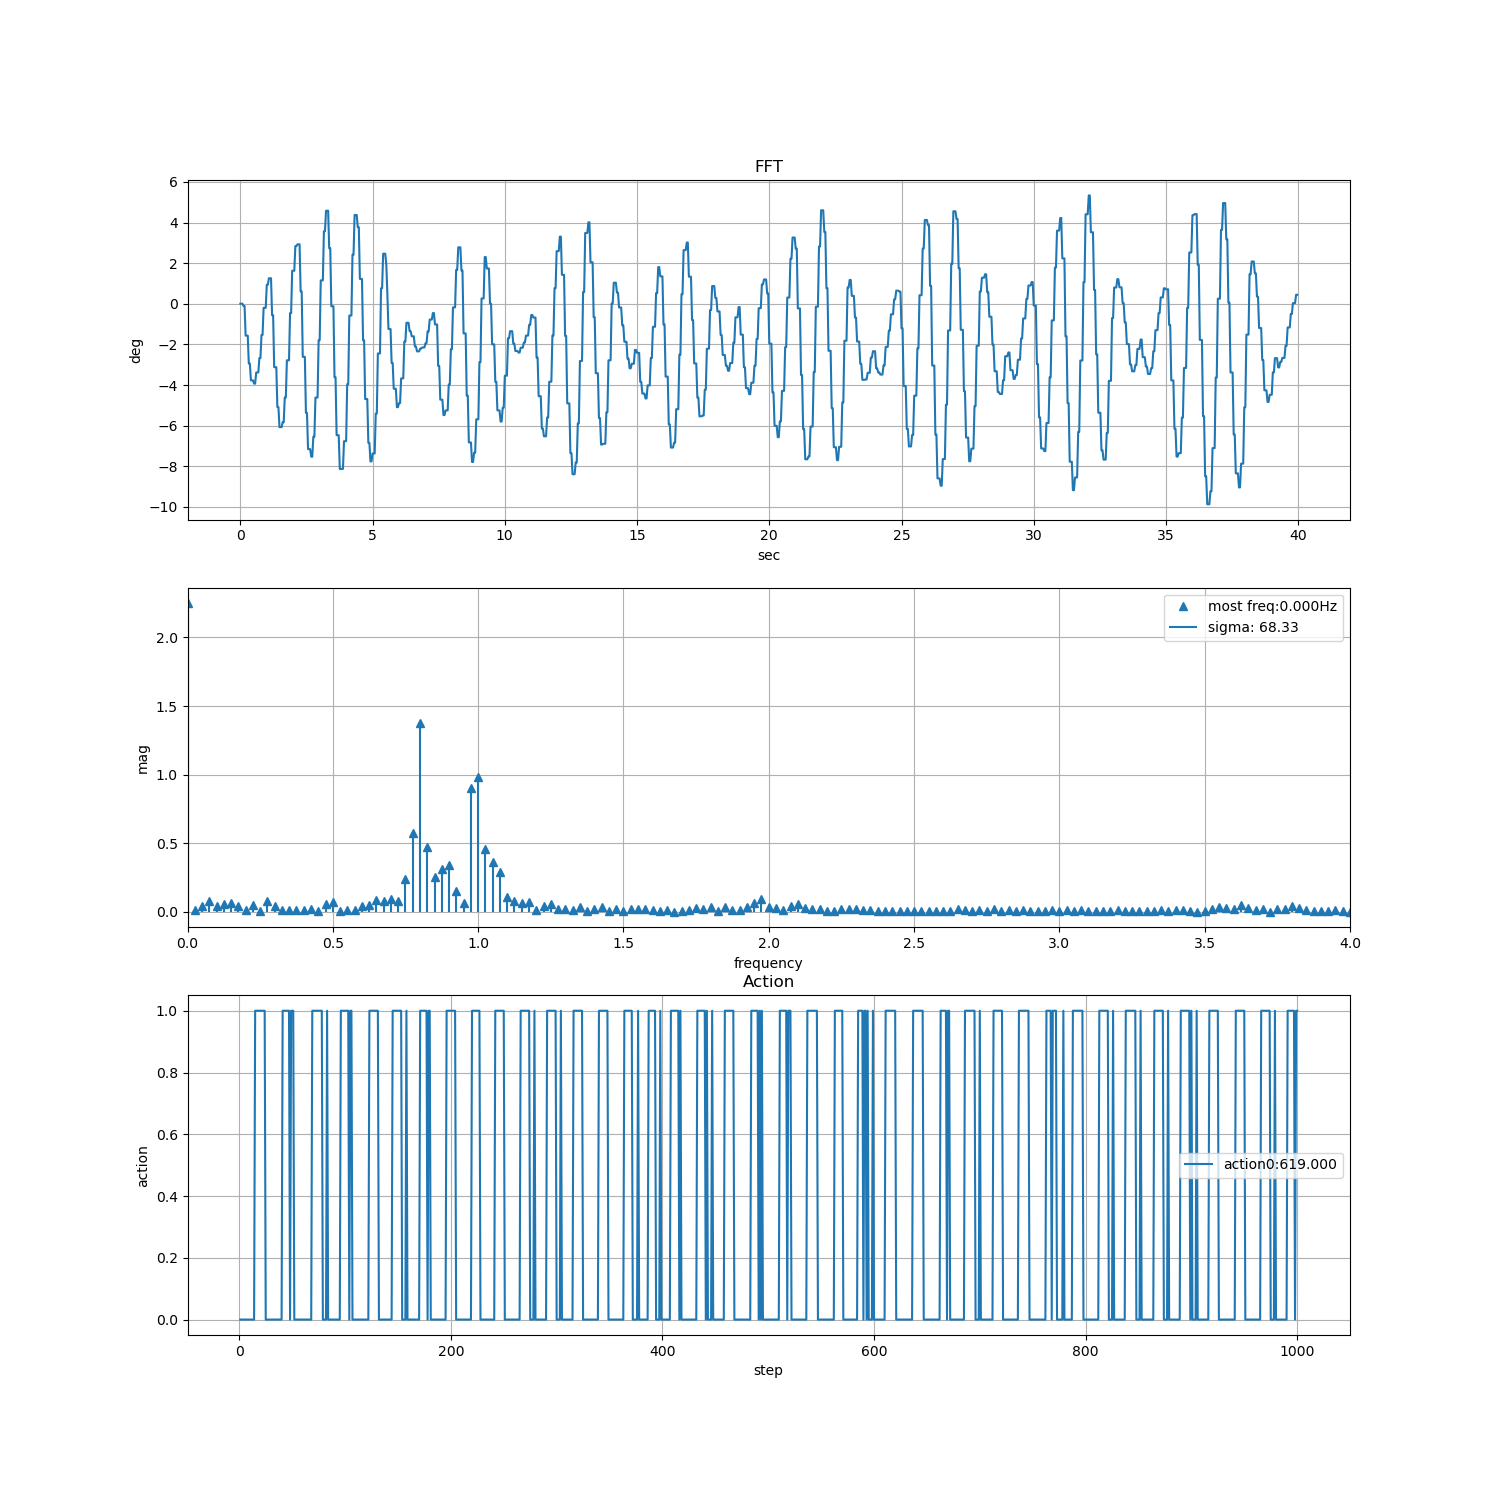 FFT
6
4
2
0
−2
−4
−6
−8
−10
deg
0 5 10 15 20 25 30 35 40
sec
most freq:0.000Hz
sigma: 68.33
2.0
1.5
1.0
0.5
0.0
mag
0.0 0.5 1.0 1.5 2.0 2.5 3.0 3.5 4.0
frequency
Action
1.0
0.8
0.6
0.4
0.2
0.0
action
action0:619.000
0 200 400 600 800 1000
step